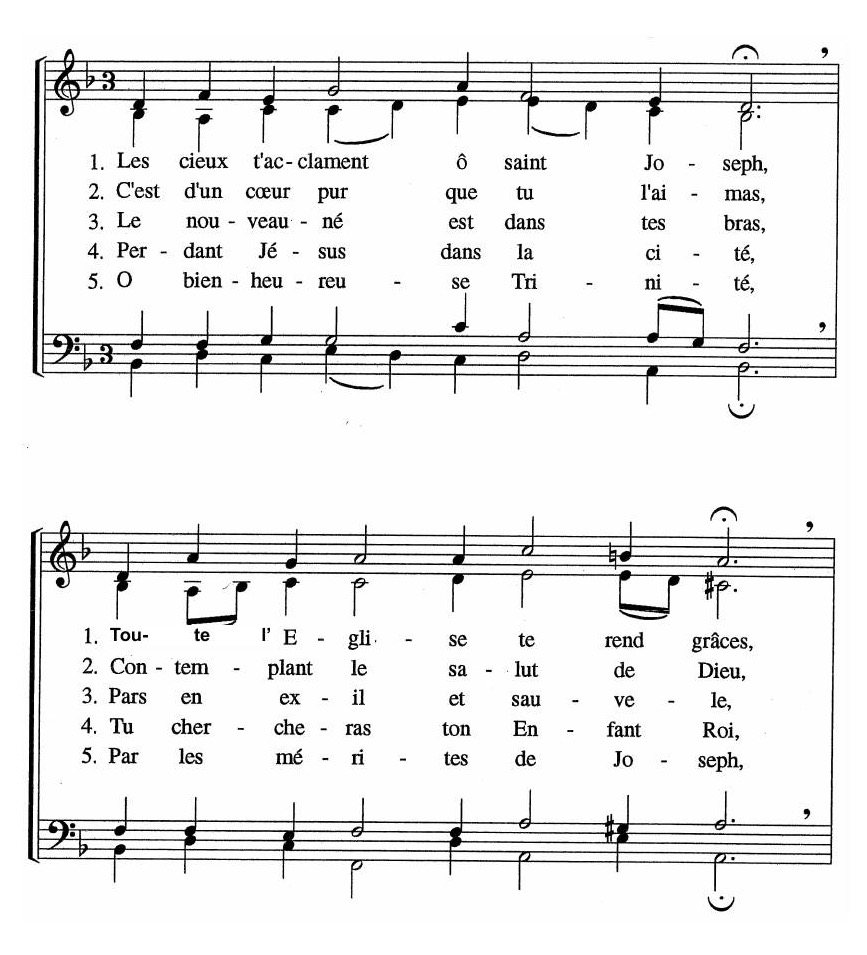 3
1. Les cieux t'ac-clament ô saint Jo - seph,
2. C'est d'un cœur pur que tu l'ai - mas,
3. Le nou - veau - né est dans tes bras,
4. Per - dant Jé - sus dans la ci - té,
5. O bien - heu - reu - se Tri - ni - té,
3
1. Tou- te l' E - gli - se te rend grâces,
2. Con - tem - plant le sa - lut de Dieu,
3. Pars en ex - il et sau - ve - le,
4. Tu cher - che - ras ton En - fant Roi,
5. Par les mé - ri - tes de Jo - seph,